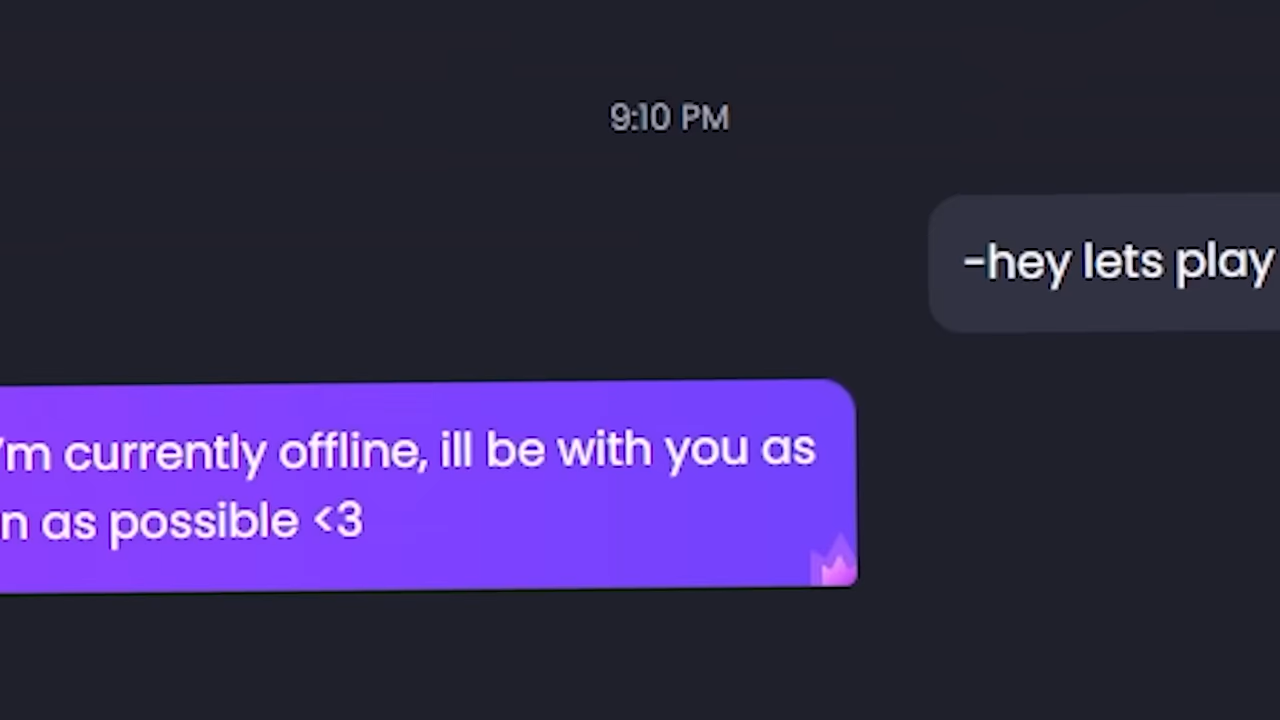 9:10 PM
-hey lets play
'm currently offline, ill be with you as
n as possible <3